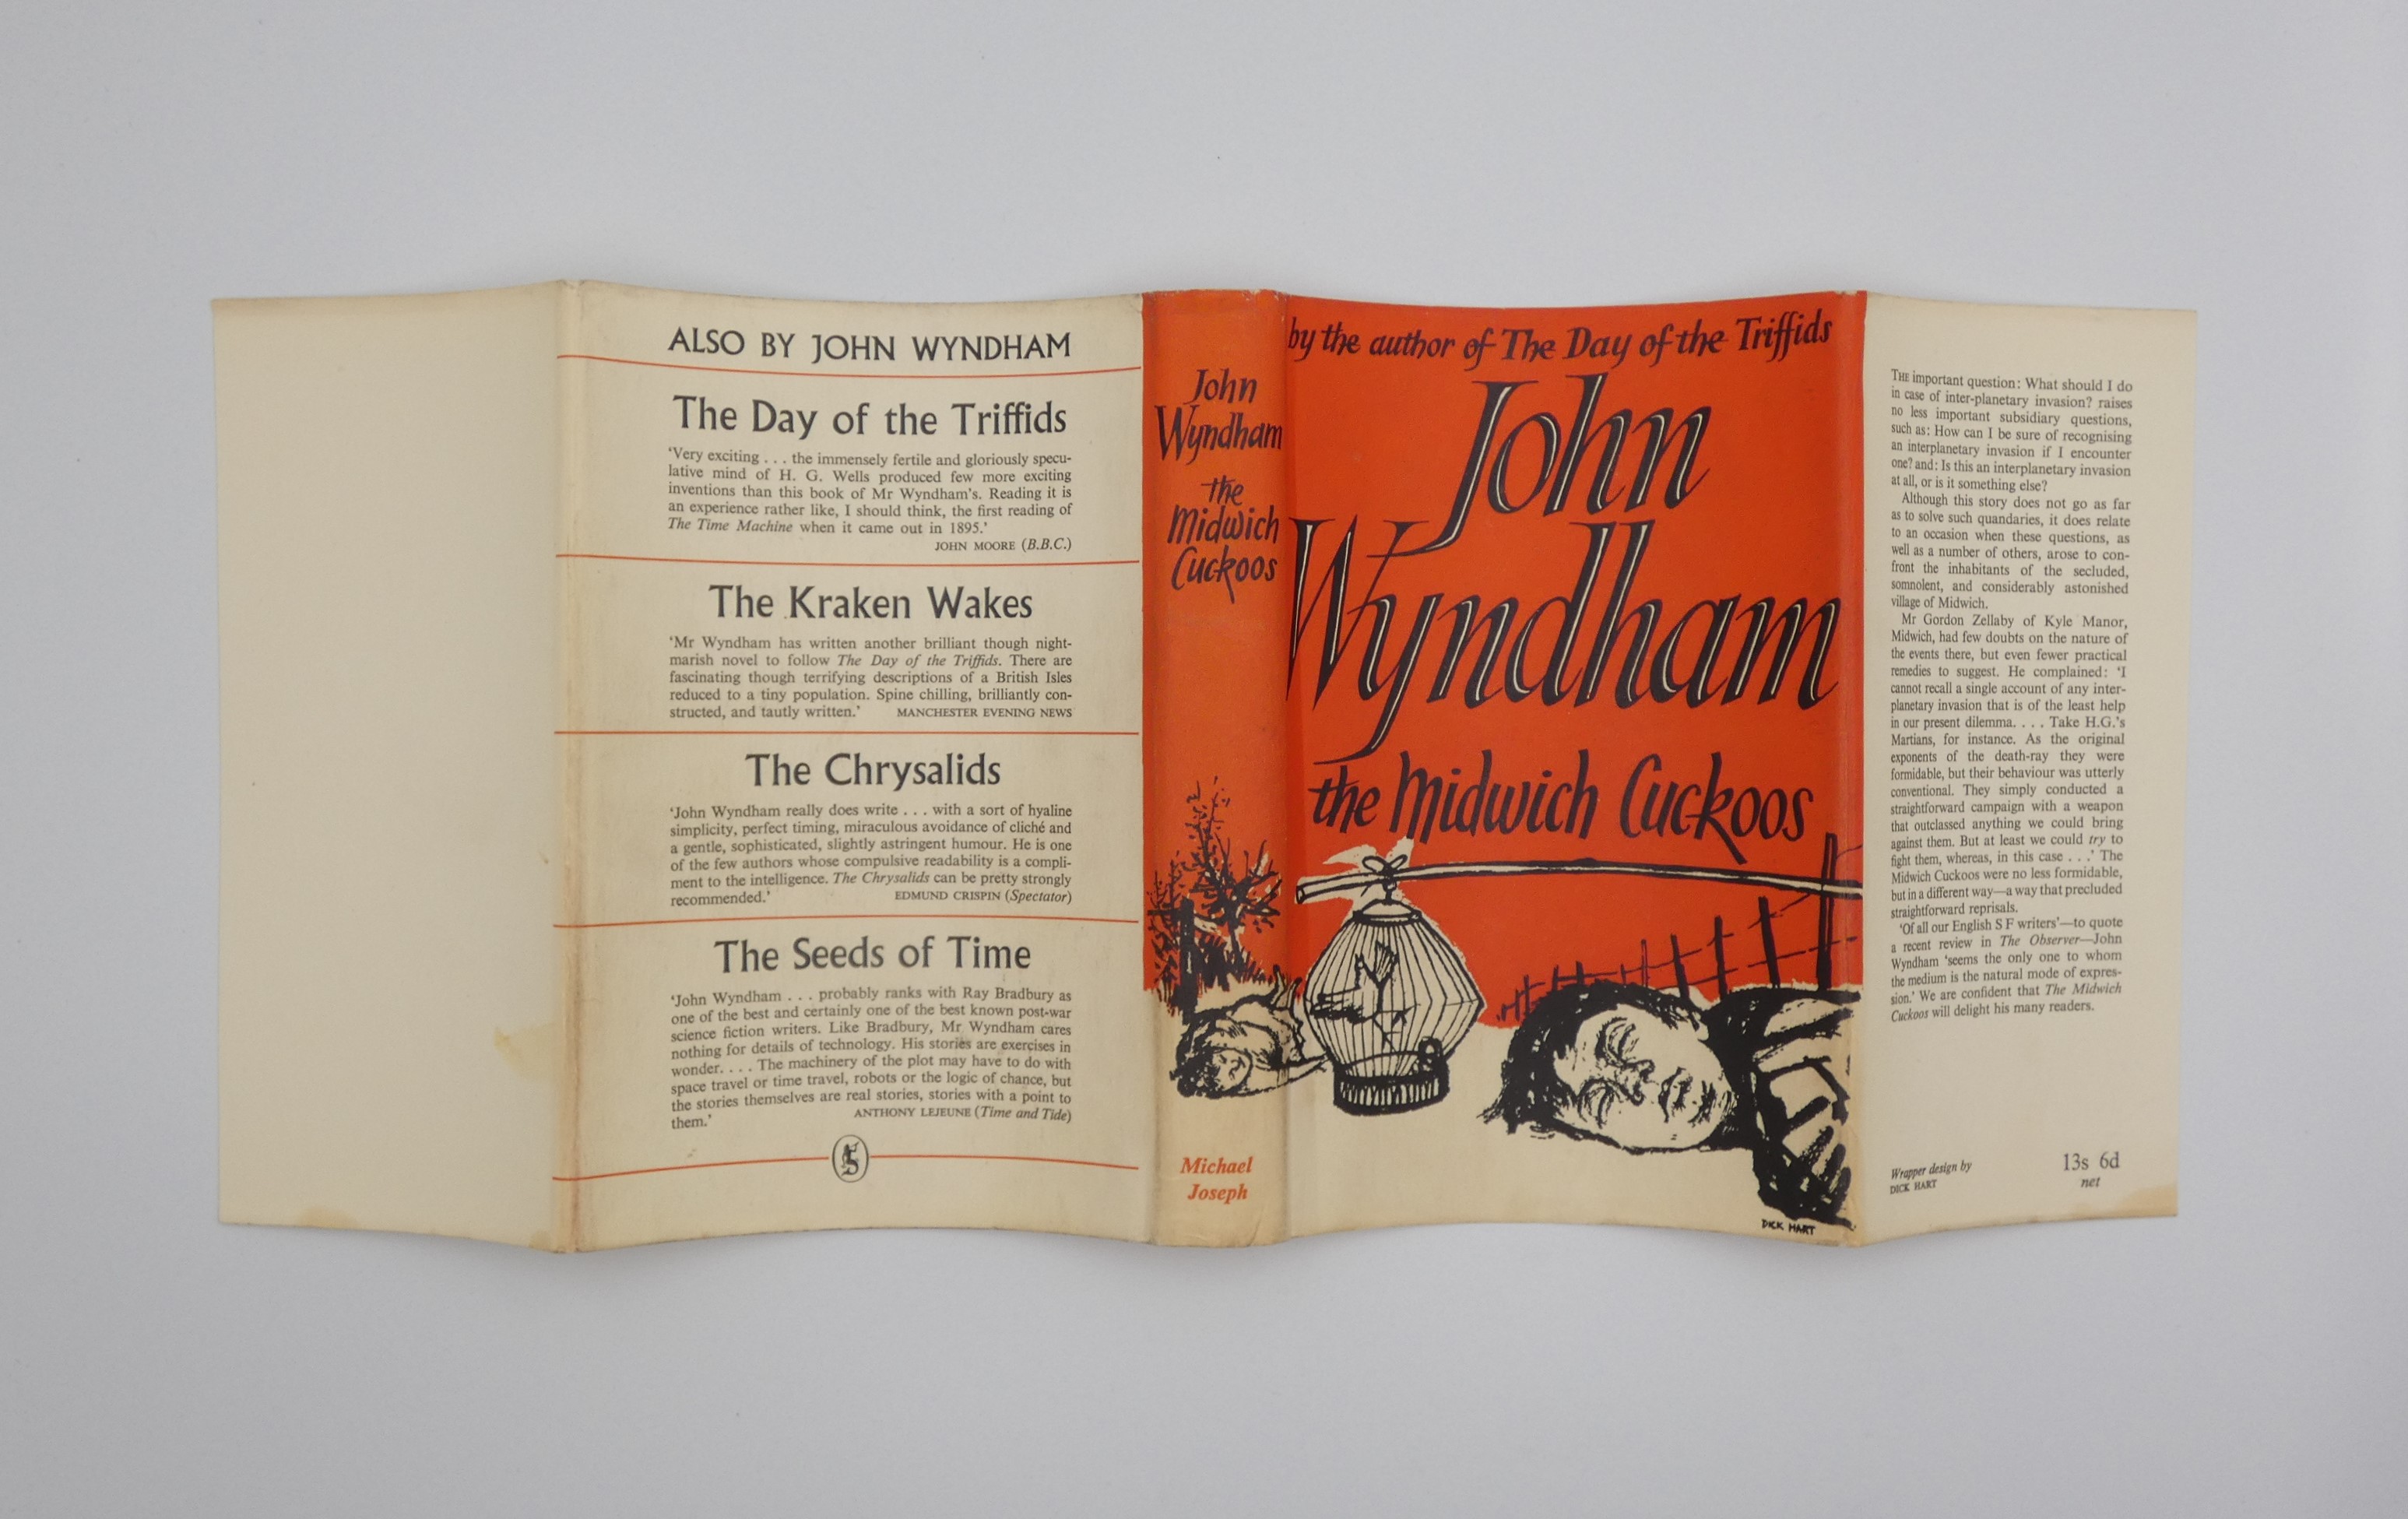 ALSO BY JOHN WYNDHAM
The Day of the Triffids
‘Very exciting . . . the immensely fertile and gloriously specu-
lative mind of H. G. Wells produced few more exciting
inventions than this book of Mr Wyndham's. Reading it is
an experience rather like, I should think, the first reading of
The Time Machine when it came out in 1895.’
JOHN MOORE (B.B.C.)
The Kraken Wakes
‘Mr Wyndham has written another brilliant though night-
marish novel to follow The Day of the Triffids. There are
fascinating though terrifying descriptions of a British Isles
reduced to a tiny population. Spine chilling, brilliantly con-
structed, and tautly written.’ MANCHESTER EVENING NEWS
The Chrysalids
‘John Wyndham really does write . . . with a sort of hyaline
simplicity, perfect timing, miraculous avoidance of cliché and
a gentle, sophisticated, slightly astringent humour. He is one
of the few authors whose compulsive readability is a compli-
ment to the intelligence. The Chrysalids can be pretty strongly
recommended.’ EDMUND CRISPIN (Spectator)
The Seeds of Time
‘John Wyndham . . . probably ranks with Ray Bradbury as
one of the best and certainly one of the best known post-war
science fiction writers. Like Bradbury, Mr Wyndham cares
nothing for details of technology. His stories are exercises in
wonder. . . . The machinery of the plot may have to do with
space travel or time travel, robots or the logic of chance, but
the stories themselves are real stories, stories with a point to
them.’ ANTHONY LEJEUNE (Time and Tide)
John
Wyndham
the
Midwich
Cuckoos
Michael
Joseph
by the author of The Day of the Triffids
John
Wyndham
the Midwich Cuckoos
DICK HART
THE important question: What should I do
in case of inter-planetary invasion? raises
no less important subsidiary questions,
such as: How can I be sure of recognising
an interplanetary invasion if I encounter
one? and: Is this an interplanetary invasion
at all, or is it something else?
Although this story does not go as far
as to solve such quandaries, it does relate
to an occasion when these questions, as
well as a number of others, arose to con-
front the inhabitants of the secluded,
somnolent, and considerably astonished
village of Midwich.
Mr Gordon Zellaby of Kyle Manor,
Midwich, had few doubts on the nature of
the events there, but even fewer practical
remedies to suggest. He complained: ‘I
cannot recall a single account of any inter-
planetary invasion that is of the least help
in our present dilemma. . . . Take H.G.'s
Martians, for instance. As the original
exponents of the death-ray they were
formidable, but their behaviour was utterly
conventional. They simply conducted a
straightforward campaign with a weapon
that outclassed anything we could bring
against them. But at least we could try to
fight them, whereas, in this case . . .’ The
Midwich Cuckoos were no less formidable,
but in a different way—a way that precluded
straightforward reprisals.
‘Of all our English S F writers’—to quote
a recent review in The Observer—John
Wyndham ‘seems the only one to whom
the medium is the natural mode of expres-
sion.’ We are confident that The Midwich
Cuckoos will delight his many readers.
Wrapper design by
DICK HART
13s 6d
net